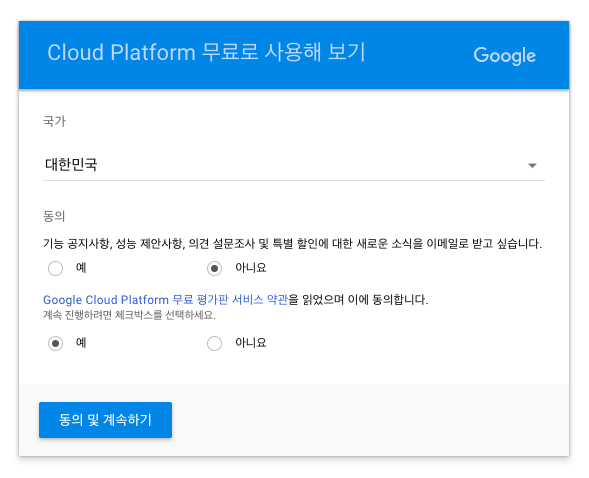 Cloud Platform 무료로 사용해 보기
Google
국가
대한민국
동의
기능 공지사항, 성능 제안사항, 의견 설문조사 및 특별 할인에 대한 새로운 소식을 이메일로 받고 싶습니다.
예 아니요
Google Cloud Platform 무료 평가판 서비스 약관을 읽었으며 이에 동의합니다.
계속 진행하려면 체크박스를 선택하세요.
예 아니요
동의 및 계속하기